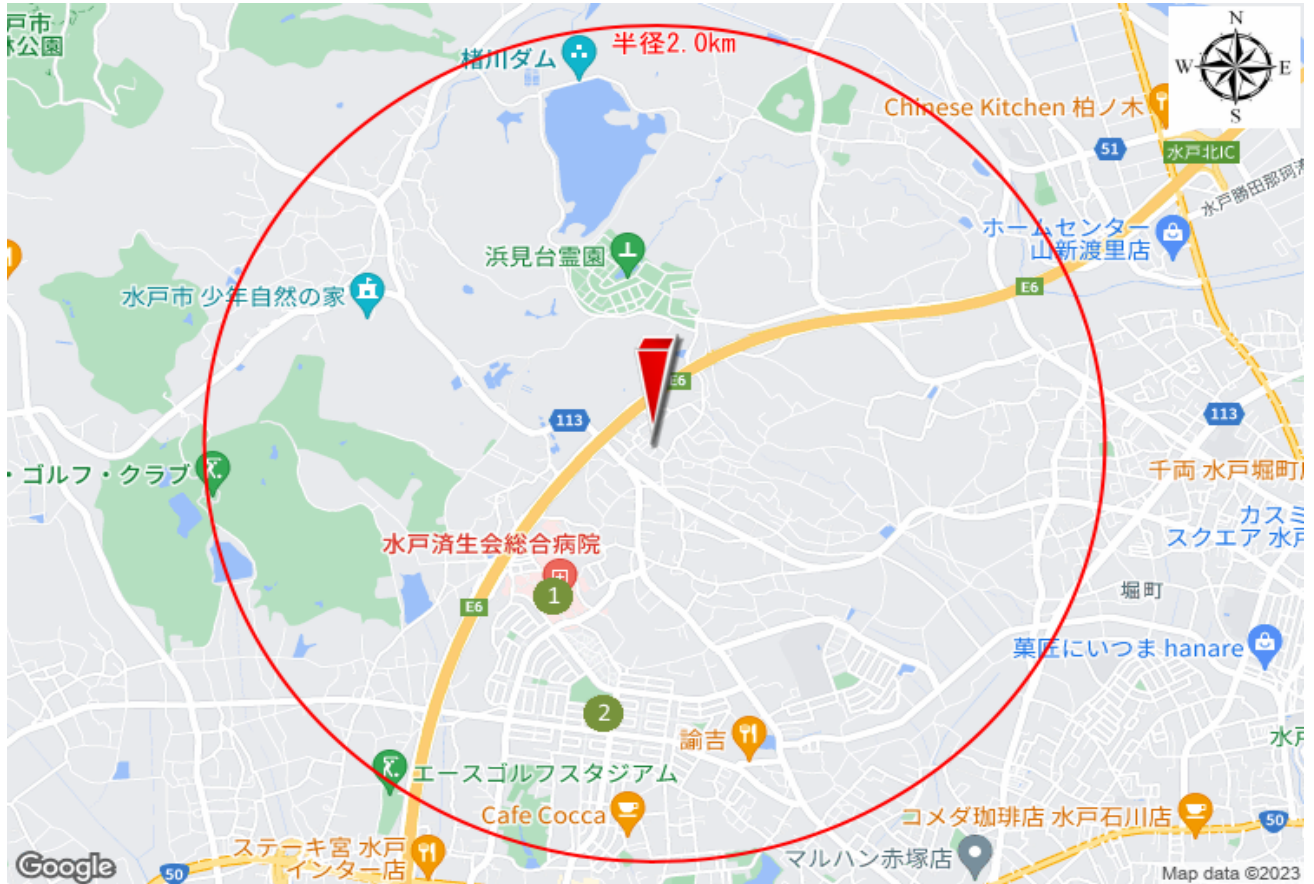 戸市
林公園
楮川ダム
半径2.0km
N
W
E
S
Chinese Kitchen 柏ノ木
51
水戸北IC
水戸勝田那珂湊
ホームセンター
山新渡里店
浜見台霊園
水戸市 少年自然の家
E6
E6
113
113
・ゴルフ・クラブ
千両 水戸堀町店
カスミ
スクエア 水戸
水戸済生会総合病院
1
E6
堀町
菓匠にいつま hanare
2
諭吉
水戸
エースゴルフスタジアム
Cafe Cocca
コメダ珈琲店 水戸石川店
50
ステーキ宮 水戸
インター店
マルハン赤塚店
Google
50
Map data ©2023